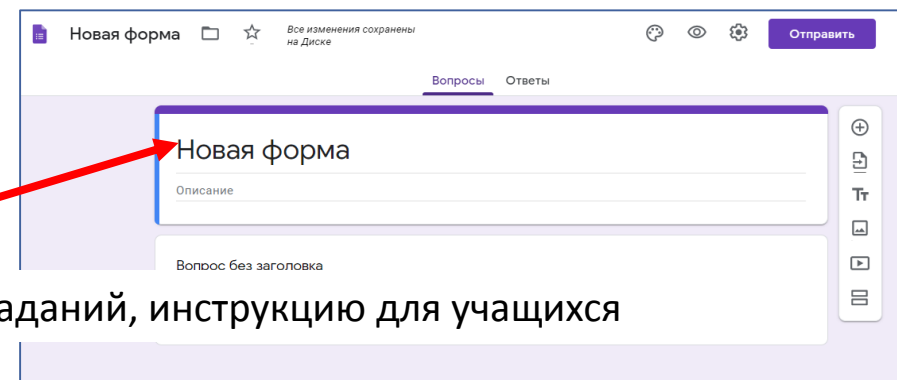 Новая форма
Все изменения сохранены
на Диске
Отправить
Вопросы Ответы
Новая форма
Описание
Вопрос без заголовка
аданий, инструкцию для учащихся
Тт